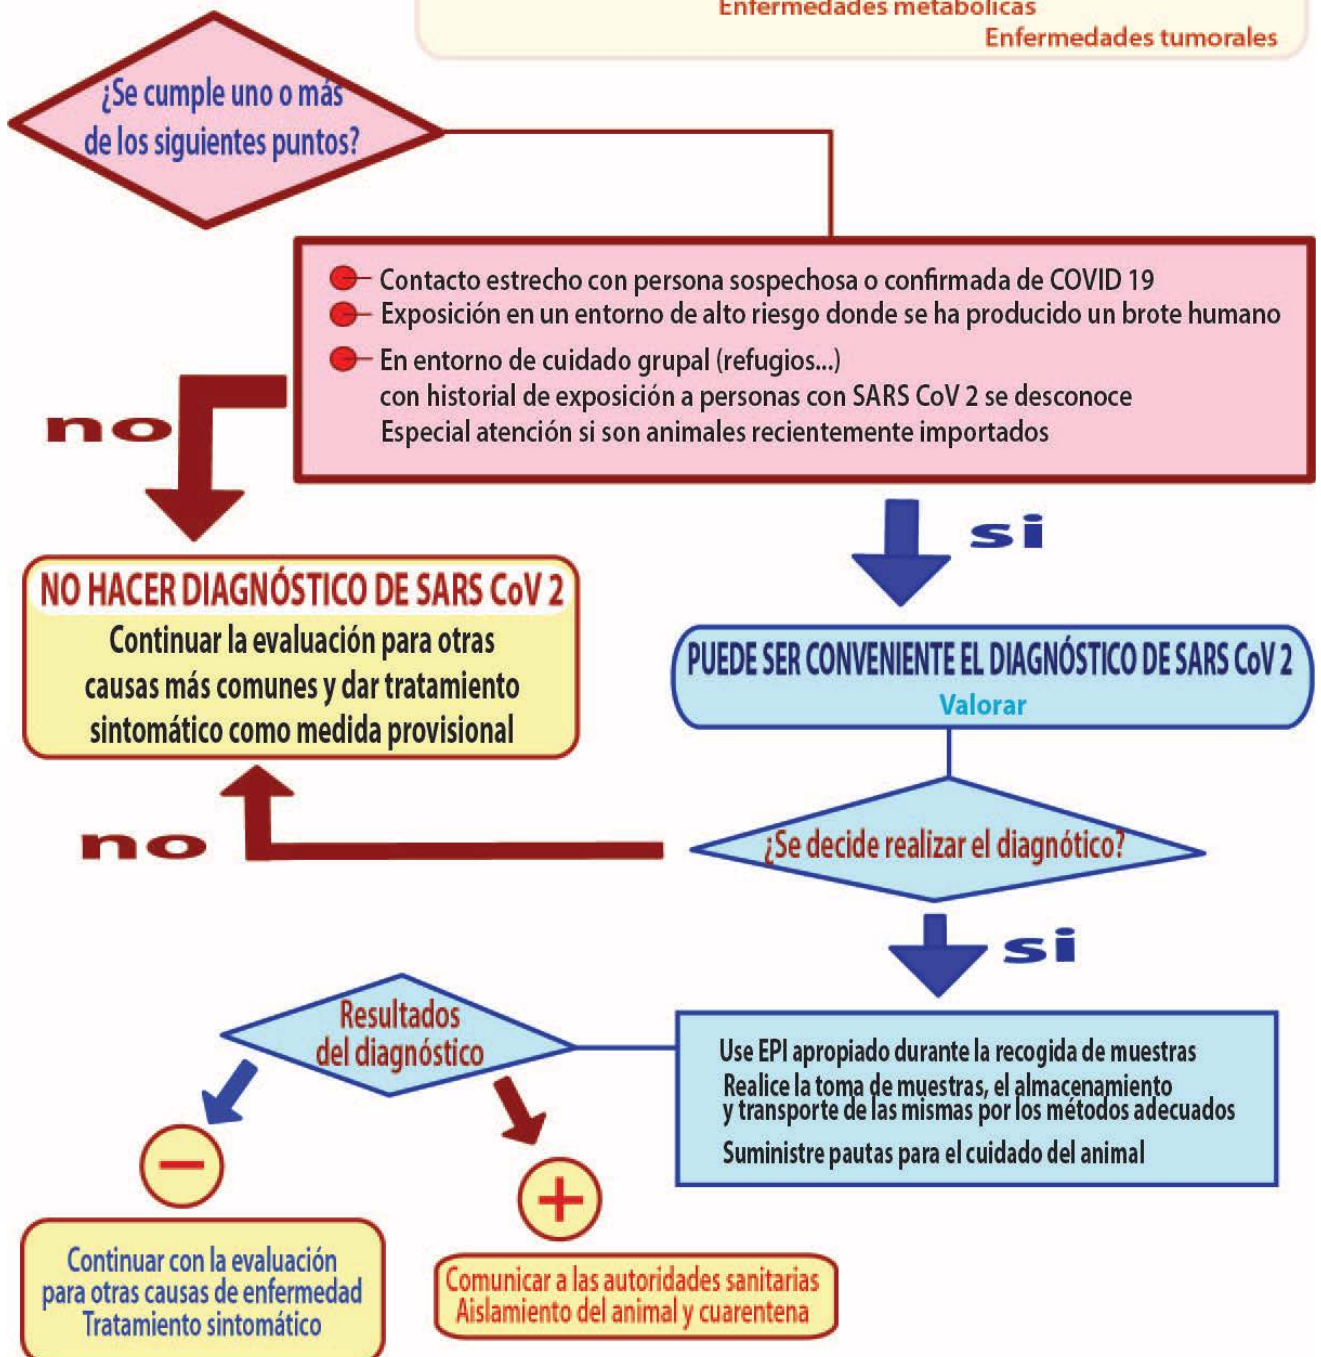 Enfermedades metabólicas
Enfermedades tumorales
¿Se cumple uno o más
de los siguientes puntos?
Contacto estrecho con persona sospechosa o confirmada de COVID 19
Exposición en un entorno de alto riesgo donde se ha producido un brote humano
En entorno de cuidado grupal (refugios...)
con historial de exposición a personas con SARS CoV 2 se desconoce
Especial atención si son animales recientemente importados
no
si
NO HACER DIAGNÓSTICO DE SARS CoV 2
Continuar la evaluación para otras
causas más comunes y dar tratamiento
sintomático como medida provisional
PUEDE SER CONVENIENTE EL DIAGNÓSTICO DE SARS CoV 2
Valorar
no
¿Se decide realizar el diagnótico?
si
Resultados
del diagnóstico
Use EPI apropiado durante la recogida de muestras
Realice la toma de muestras, el almacenamiento
y transporte de las mismas por los métodos adecuados
Suministre pautas para el cuidado del animal
−
+
Continuar con la evaluación
para otras causas de enfermedad
Tratamiento sintomático
Comunicar a las autoridades sanitarias
Aislamiento del animal y cuarentena